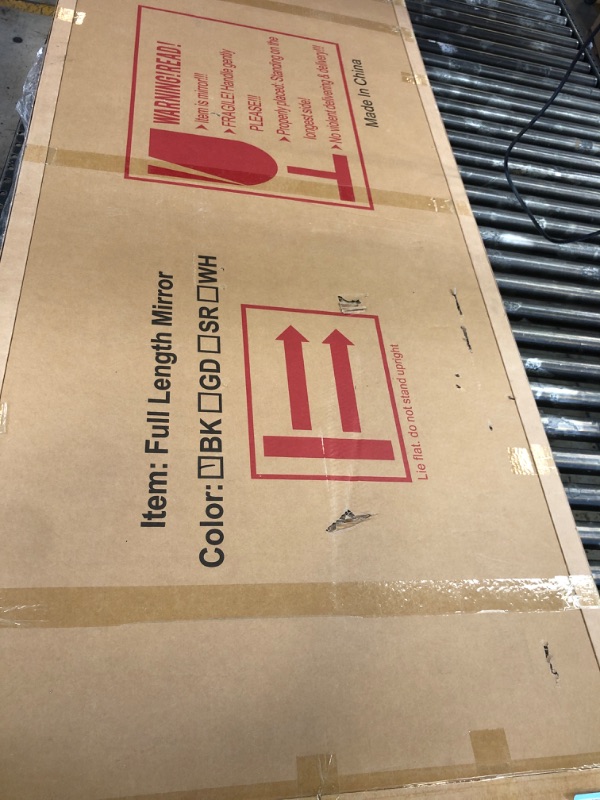 WARNING!READ!
➤Item is mirror!!!
➤FRAGILE! Handle gently
PLEASE!!!
➤Properly placed: Standing on the
longest side!
➤No violent delivering & delivery!!!
Made In China
Item: Full Length Mirror
Color: ☑BK ☐GD ☐SR ☐WH
Lie flat. do not stand upright